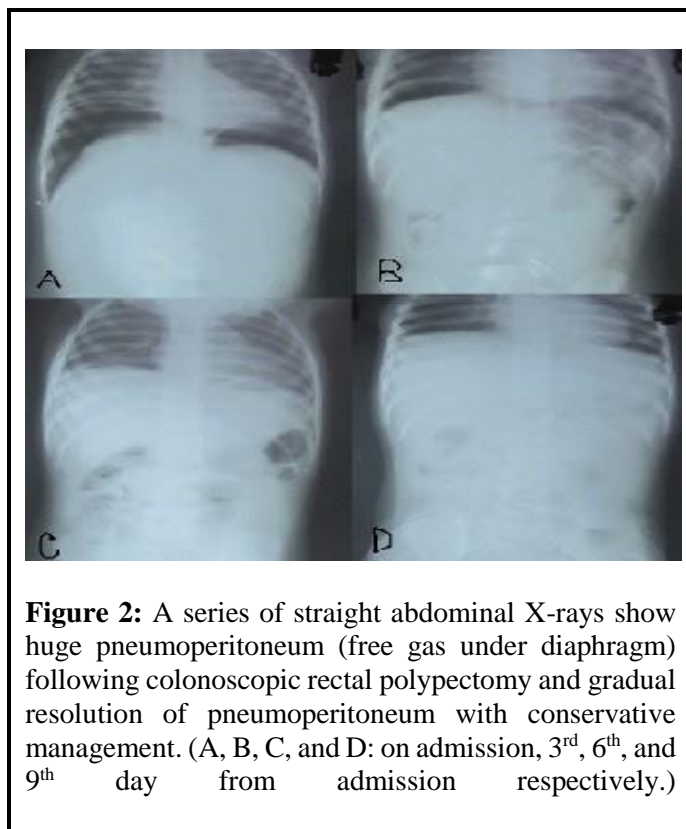 A
B
C
D
Figure 2: A series of straight abdominal X-rays show
huge pneumoperitoneum (free gas under diaphragm)
following colonoscopic rectal polypectomy and gradual
resolution of pneumoperitoneum with conservative
management. (A, B, C, and D: on admission, 3rd, 6th, and
9th day from admission respectively.)